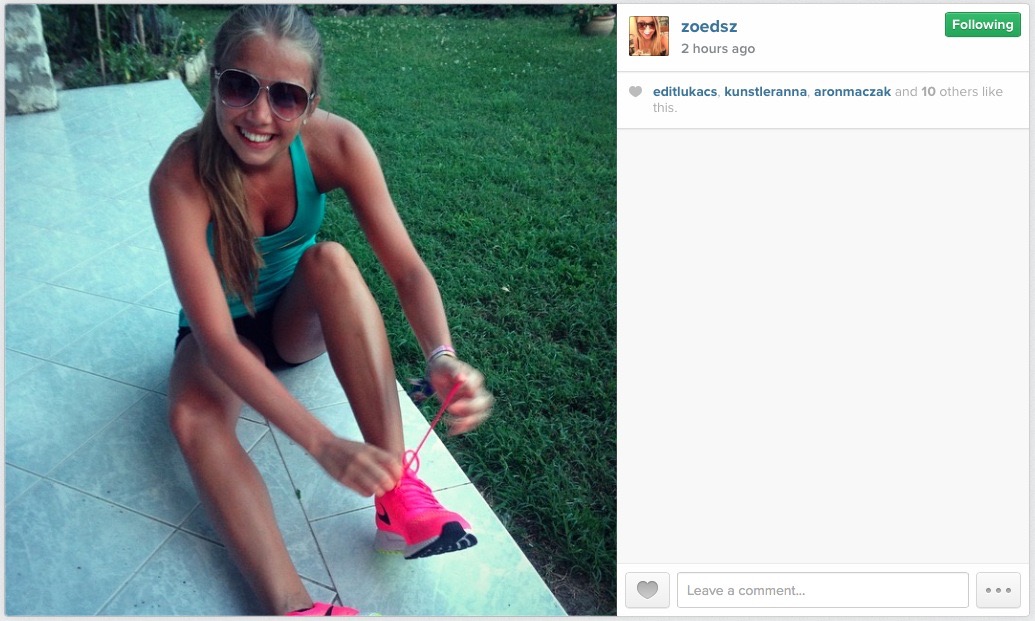 zoedsz
Following
2 hours ago
editlukacs, kunstleranna, aronmaczak and 10 others like
this.
Leave a comment...